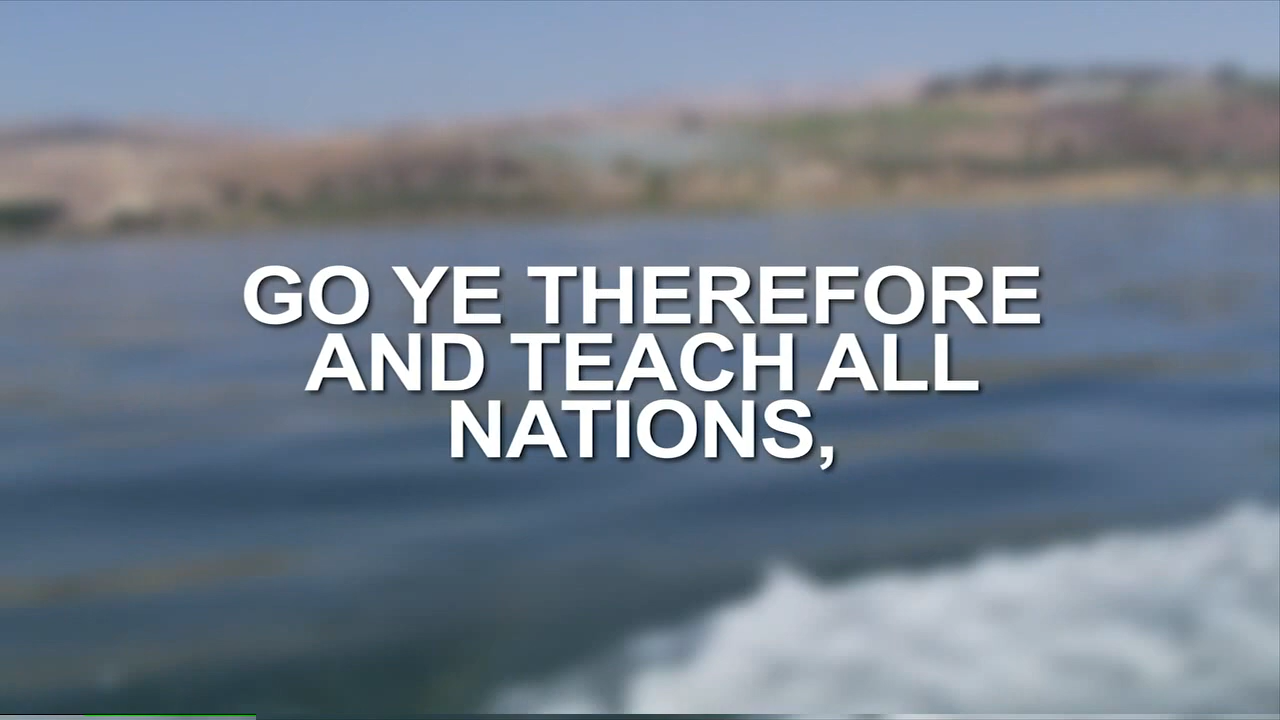 GO YE THEREFORE
AND TEACH ALL
NATIONS,